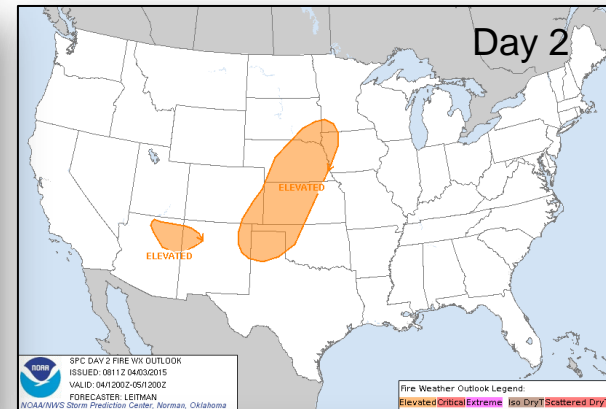 Day 2
ELEVATED
ELEVATED
NOAA
SPC DAY 2 FIRE WX OUTLOOK
ISSUED: 0811Z 04/03/2015
VALID: 04/1200Z-05/1200Z
FORECASTER: LEITMAN
NOAA/NWS Storm Prediction Center, Norman, Oklahoma
Fire Weather Outlook Legend:
Elevated Critical Extreme Iso DryT Scattered DryT